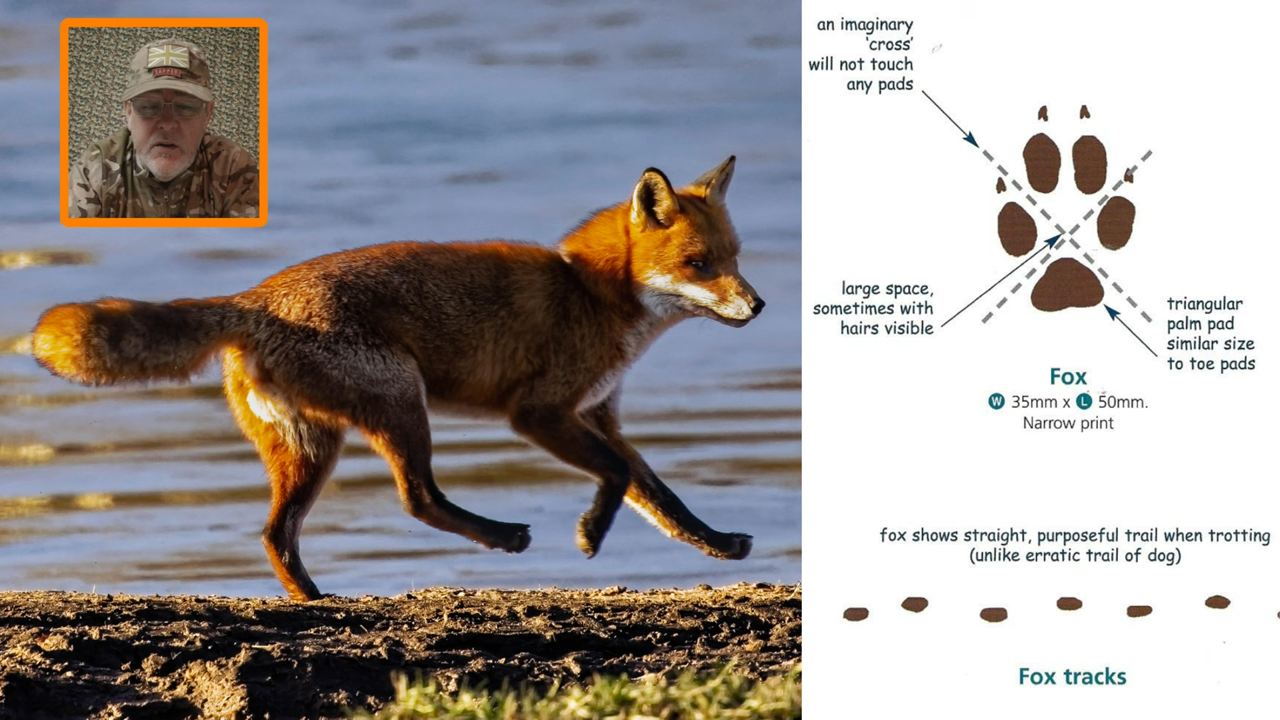 SAPPER
an imaginary
'cross'
will not touch
any pads
large space,
sometimes with
hairs visible
triangular
palm pad
similar size
to toe pads
Fox
W 35mm x L 50mm.
Narrow print
fox shows straight, purposeful trail when trotting
(unlike erratic trail of dog)
Fox tracks